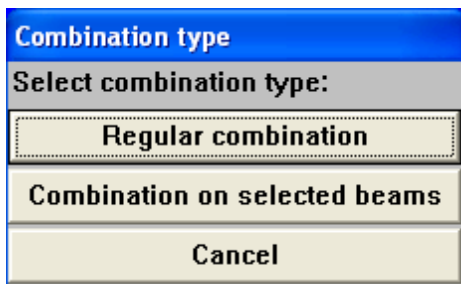 Combination type
Select combination type:
Regular combination
Combination on selected beams
Cancel